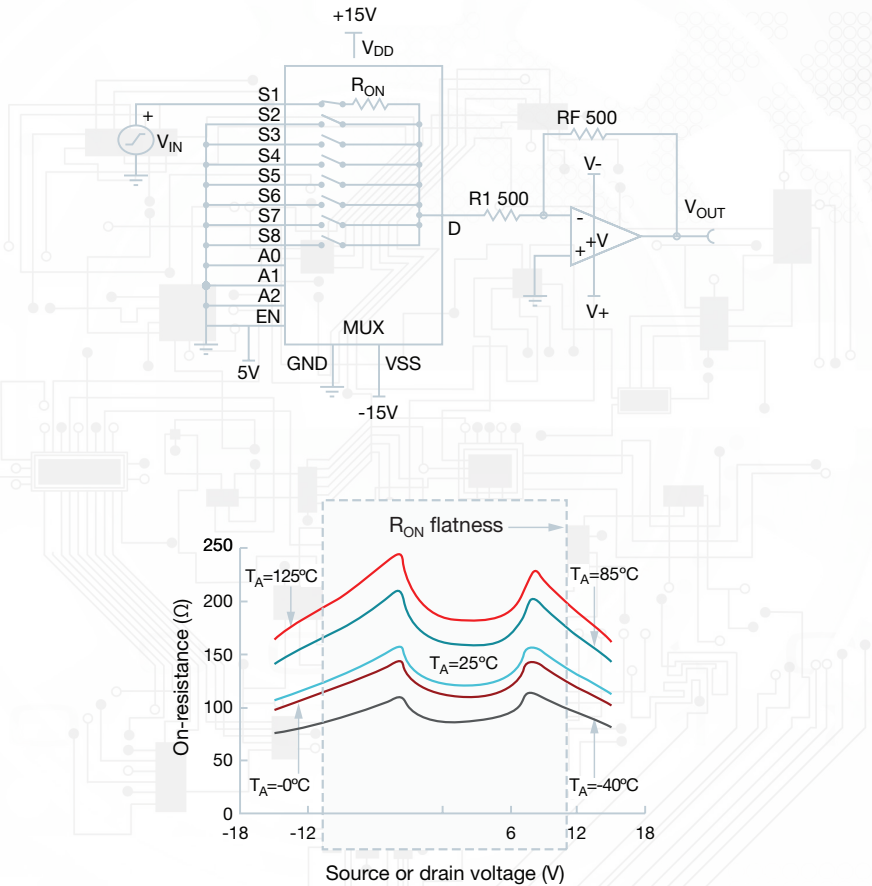 +15V
VDD
S1
S2
S3
S4
S5
S6
S7
S8
A0
A1
A2
EN
RON
+
VIN
5V
MUX
GND
VSS
-15V
D
R1 500
RF 500
V-
-
+
+V
V+
VOUT
RON flatness
250
200
150
100
50
0
On-resistance (Ω)
TA=125ºC
TA=85ºC
TA=25ºC
TA=-0ºC
TA=-40ºC
-18
-12
6
12
18
Source or drain voltage (V)